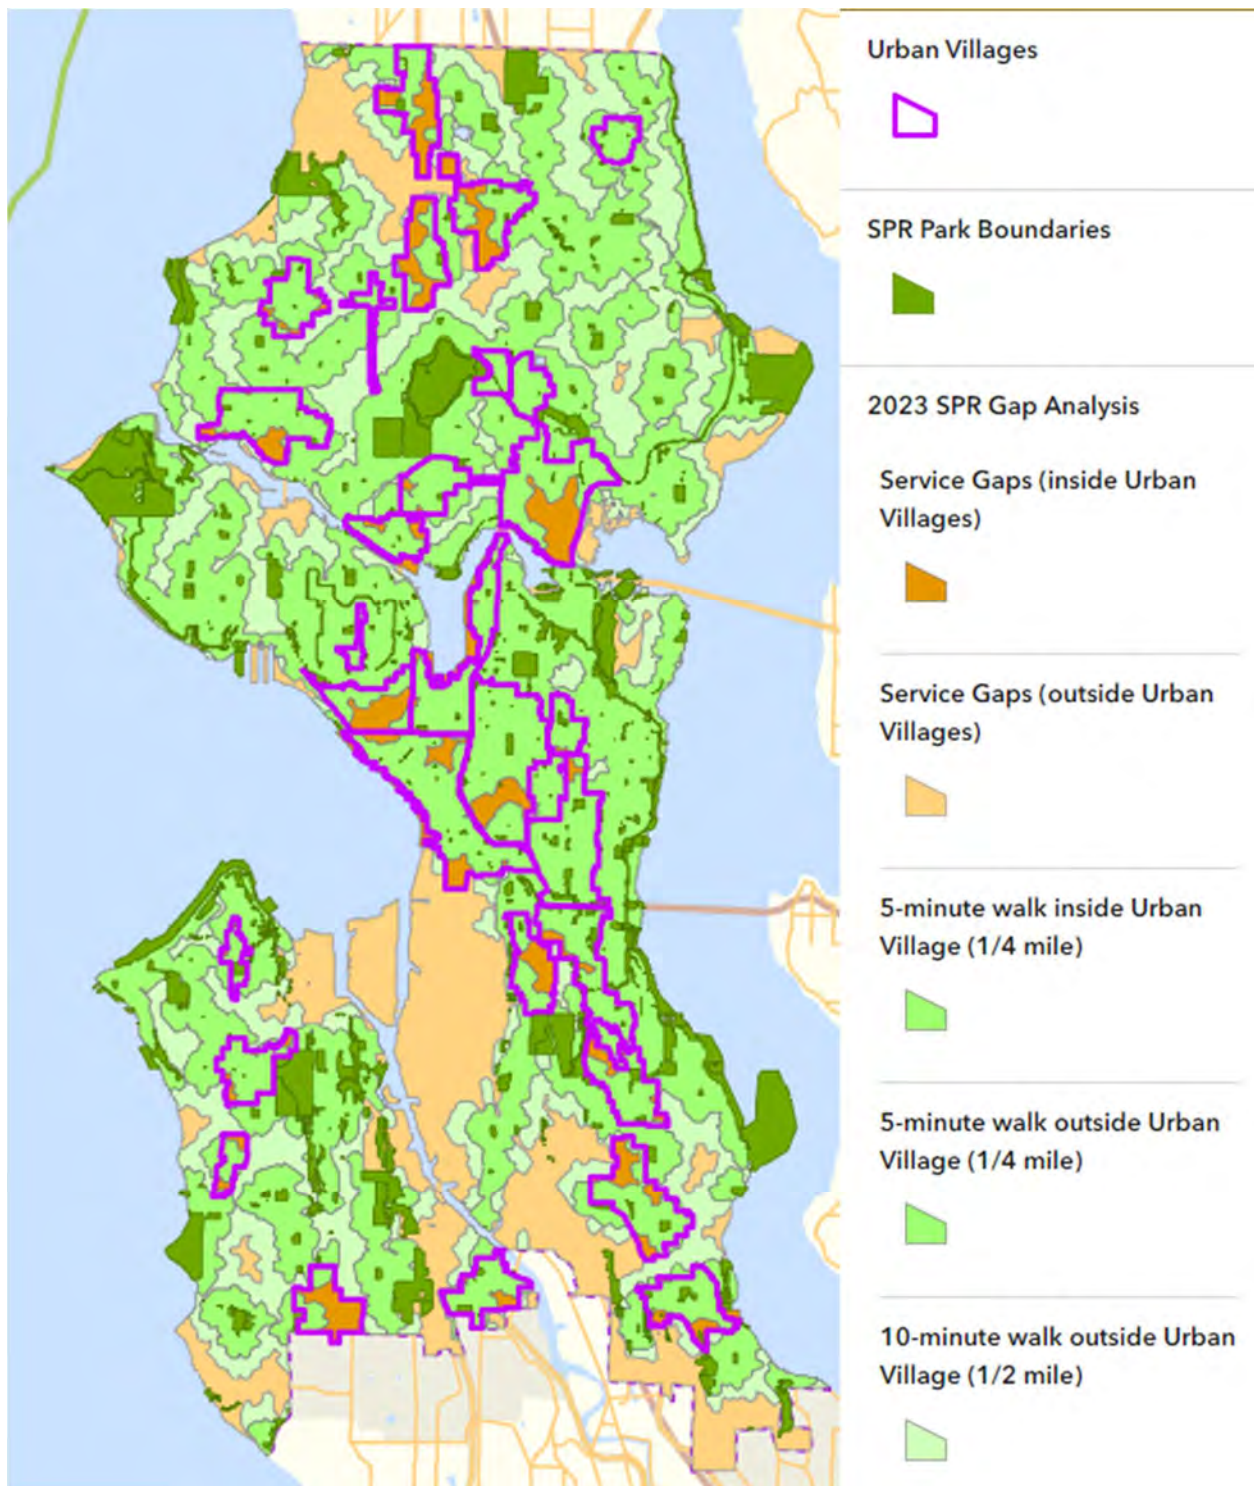 Urban Villages
SPR Park Boundaries
2023 SPR Gap Analysis
Service Gaps (inside Urban
Villages)
Service Gaps (outside Urban
Villages)
5-minute walk inside Urban
Village (1/4 mile)
5-minute walk outside Urban
Village (1/4 mile)
10-minute walk outside Urban
Village (1/2 mile)